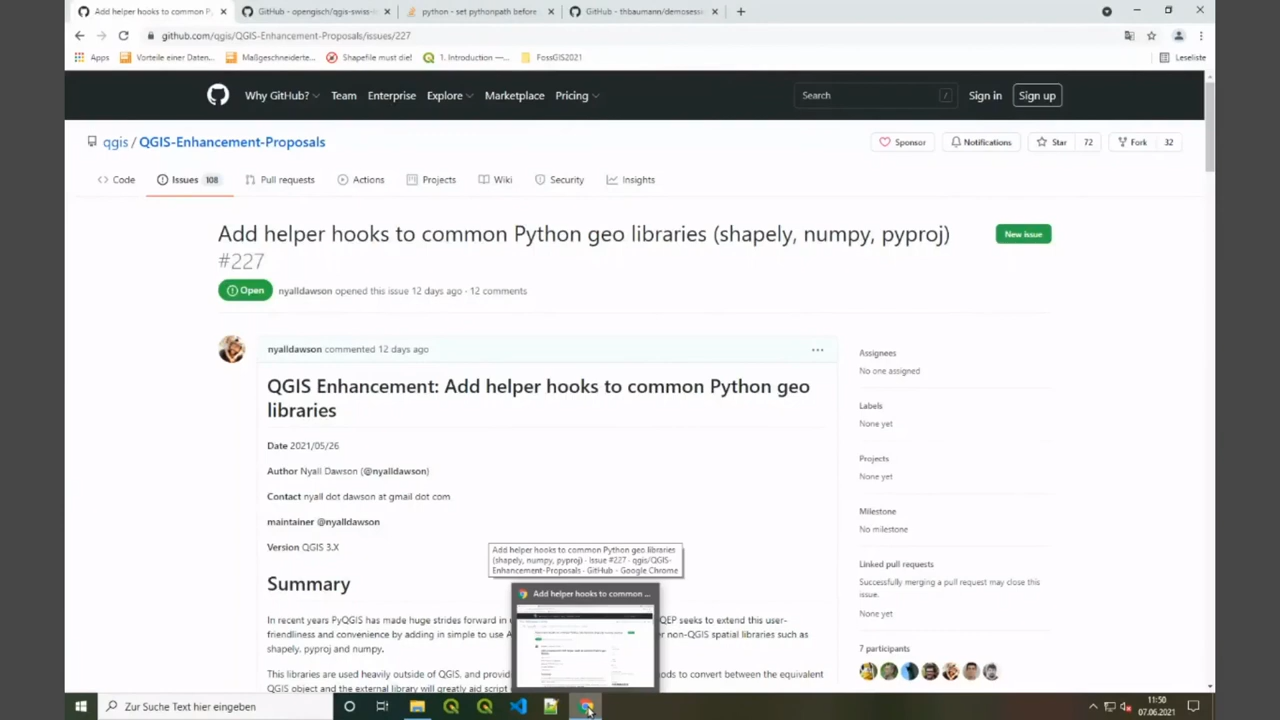 Add helper hooks to common P
GitHub - opengisch/qgis-swiss-l
python - set pythonpath before
GitHub - thbaumann/demosess
github.com/qgis/QGIS-Enhancement-Proposals/issues/227
Apps
Vorteile einer Daten...
Maßgeschneiderte...
Shapefile must die!
1. Introduction —...
FossGIS2021
Leseliste
Why GitHub?
Team
Enterprise
Explore
Marketplace
Pricing
Search
/
Sign in
Sign up
qgis / QGIS-Enhancement-Proposals
Sponsor
Notifications
Star 72
Fork 32
Code
Issues 108
Pull requests
Actions
Projects
Wiki
Security
Insights
Add helper hooks to common Python geo libraries (shapely, numpy, pyproj)
#227
New issue
Open
nyalldawson opened this issue 12 days ago · 12 comments
nyalldawson commented 12 days ago
QGIS Enhancement: Add helper hooks to common Python geo
libraries
Date 2021/05/26
Author Nyall Dawson (@nyalldawson)
Contact nyall dot dawson at gmail dot com
maintainer @nyalldawson
Version QGIS 3.X
Summary
In recent years PyQGIS has made huge strides forward in QEP seeks to extend this user-
friendliness and convenience by adding in simple to use A r non-QGIS spatial libraries such as
shapely, pyproj and numpy.
This libraries are used heavily outside of QGIS, and provid ods to convert between the equivalent
QGIS object and the external library will greatly aid script
Assignees
No one assigned
Labels
None yet
Projects
None yet
Milestone
No milestone
Linked pull requests
Successfully merging a pull request may close this
issue.
None yet
7 participants
Add helper hooks to common Python geo libraries
(shapely, numpy, pyproj) · Issue #227 · qgis/QGIS-
Enhancement-Proposals · GitHub - Google Chrome
Add helper hooks to common ...
Zur Suche Text hier eingeben
11:50
07.06.2021